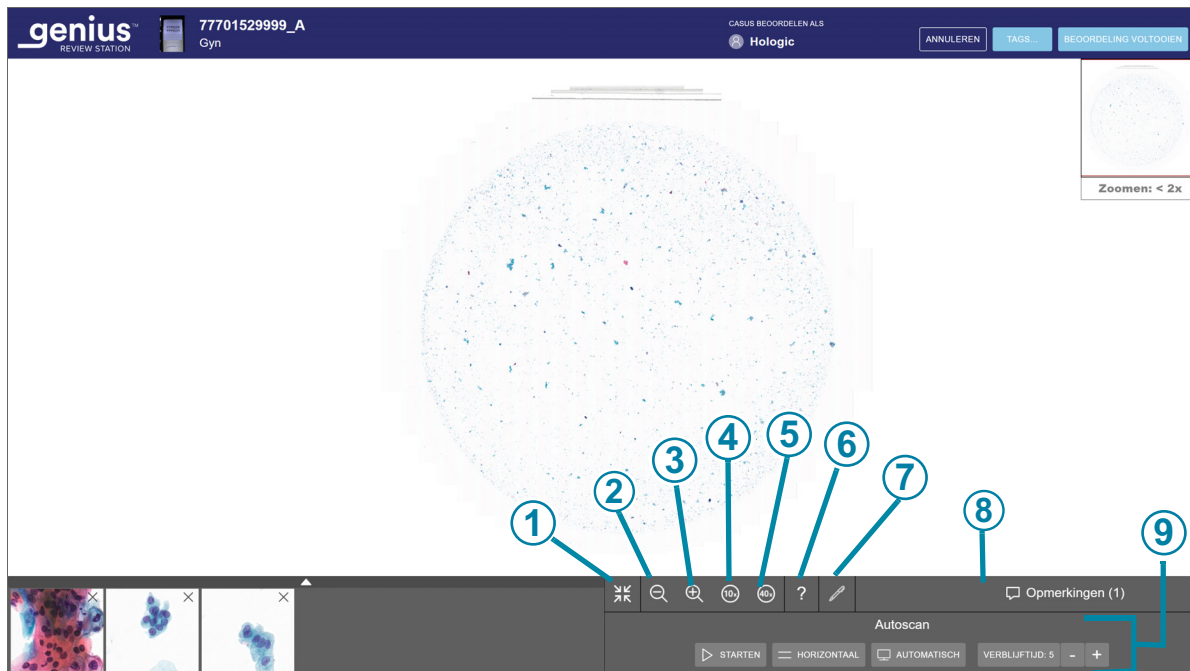 genius™
REVIEW STATION
77701529999_A
Gyn
CASUS BEOORDELEN ALS
Hologic
ANNULEREN
TAGS...
BEOORDELING VOLTOOIEN
Zoomen: < 2x
1
2
3
4
5
6
7
8
9
10x
40x
?
Opmerkingen (1)
Autoscan
STARTEN
HORIZONTAAL
AUTOMATISCH
VERBLIJFTIJD: 5
-
+